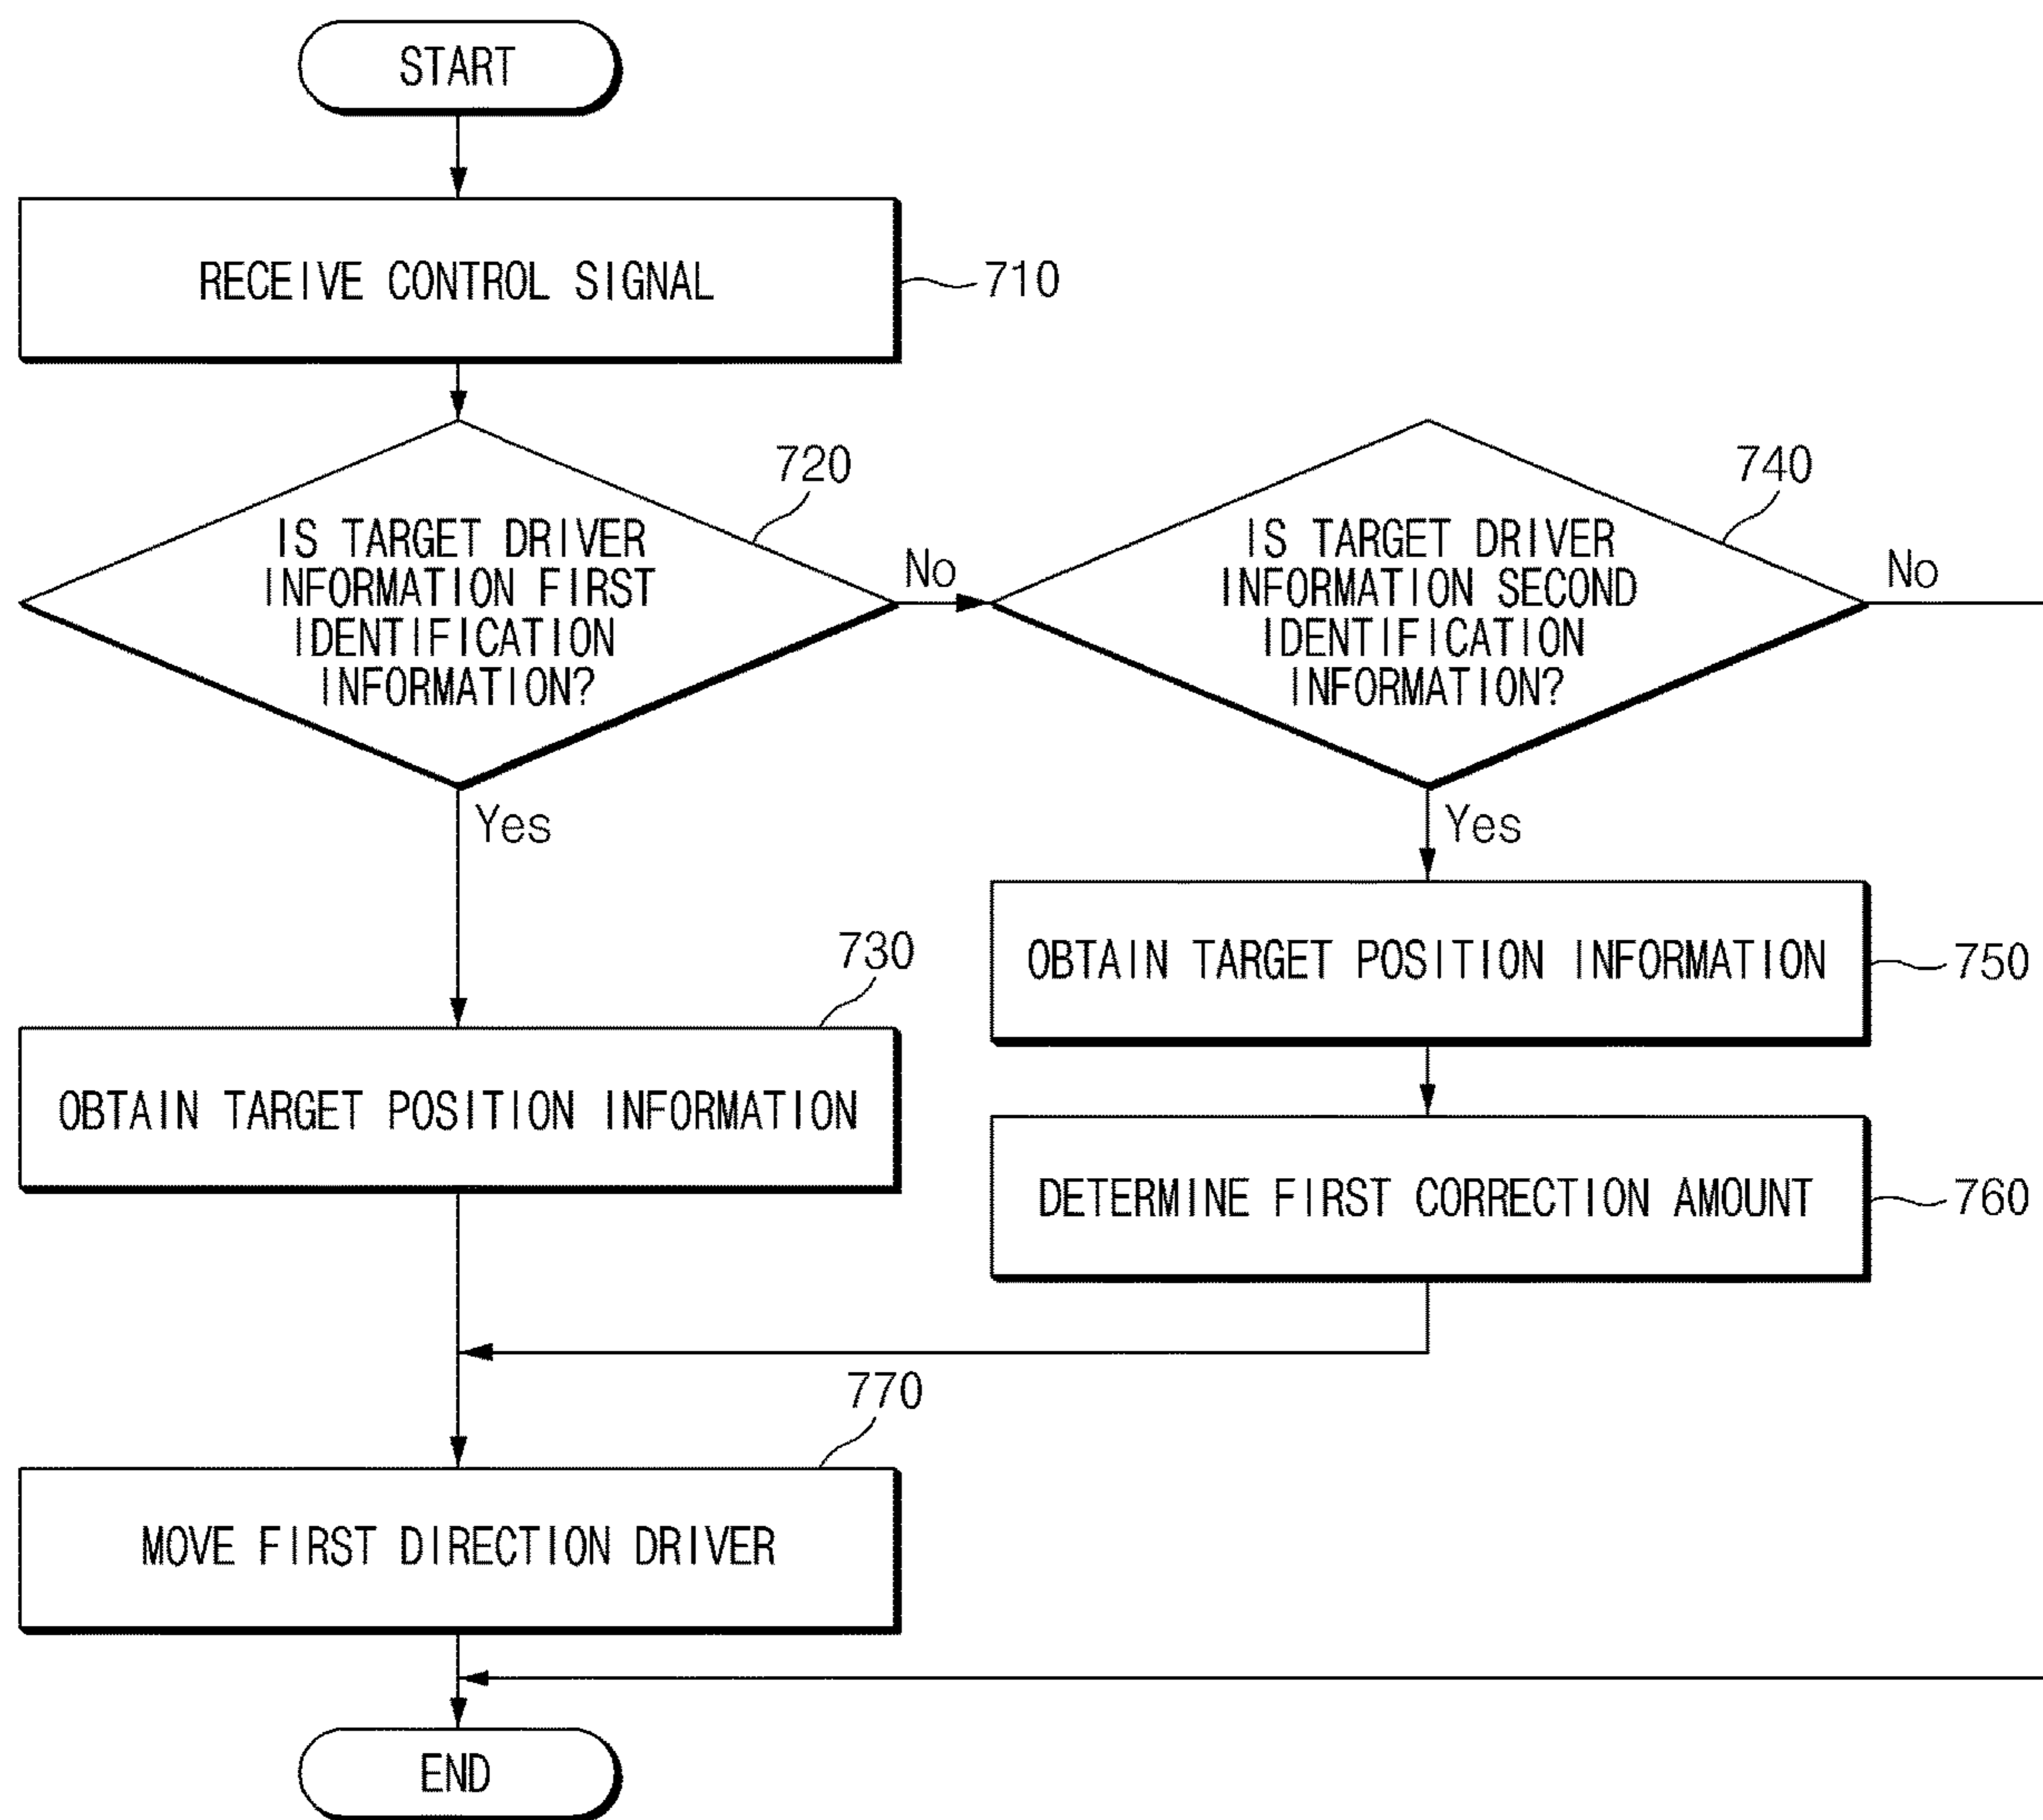 START
RECEIVE CONTROL SIGNAL
710
720
IS TARGET DRIVER
INFORMATION FIRST
IDENTIFICATION
INFORMATION?
No
Yes
740
IS TARGET DRIVER
INFORMATION SECOND
IDENTIFICATION
INFORMATION?
No
Yes
730
OBTAIN TARGET POSITION INFORMATION
OBTAIN TARGET POSITION INFORMATION
750
DETERMINE FIRST CORRECTION AMOUNT
760
770
MOVE FIRST DIRECTION DRIVER
END